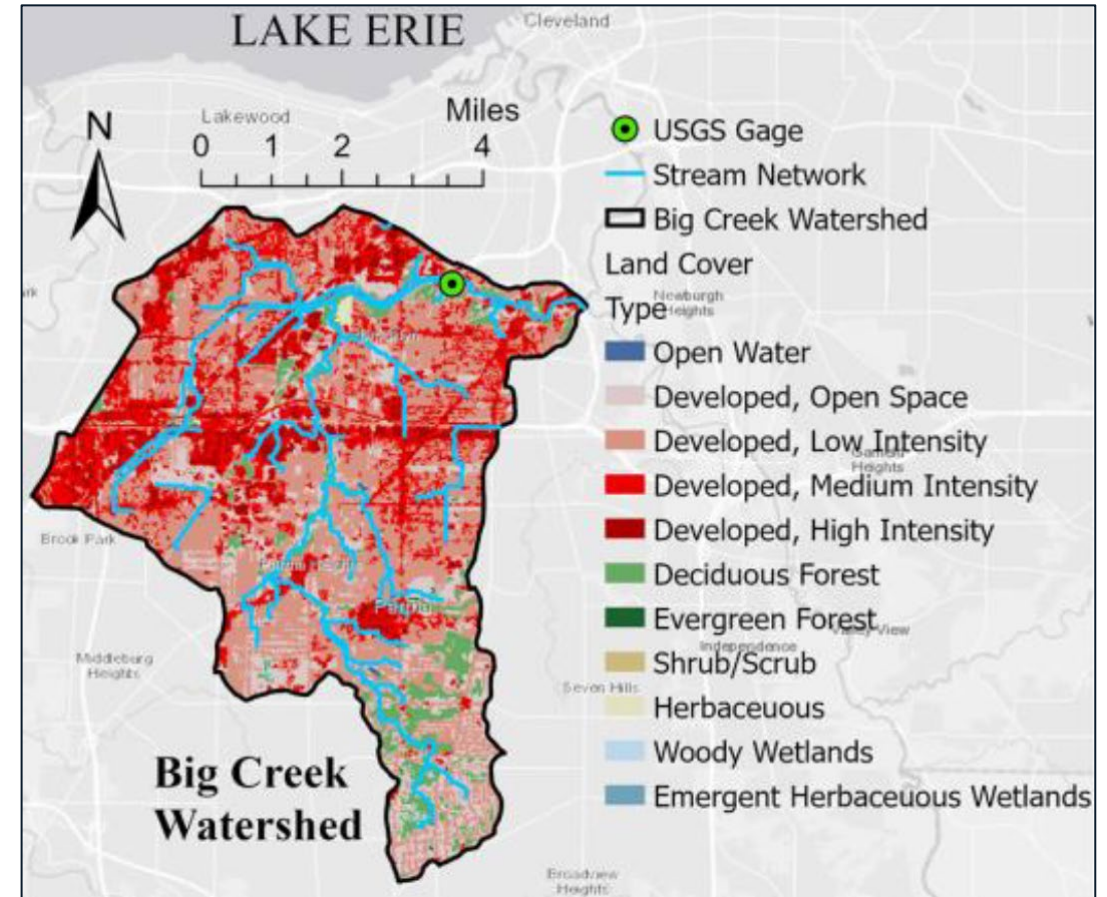 LAKE ERIE
Cleveland
N
Lakewood
Miles
0 1 2 4
USGS Gage
Stream Network
Big Creek Watershed
Land Cover
Type
Newburgh
Heights
Open Water
Developed, Open Space
Developed, Low Intensity
Garfield
Heights
Developed, Medium Intensity
Developed, High Intensity
Brook Park
Deciduous Forest
Parma Heights
Parma
Evergreen Forest
Valley View
Independence
Shrub/Scrub
Middleburg
Heights
Seven Hills
Herbaceuous
Woody Wetlands
Emergent Herbaceuous Wetlands
Big Creek
Watershed
Broadview
Heights